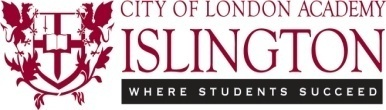 CITY OF LONDON ACADEMY
ISLINGTON
WHERE STUDENTS SUCCEED